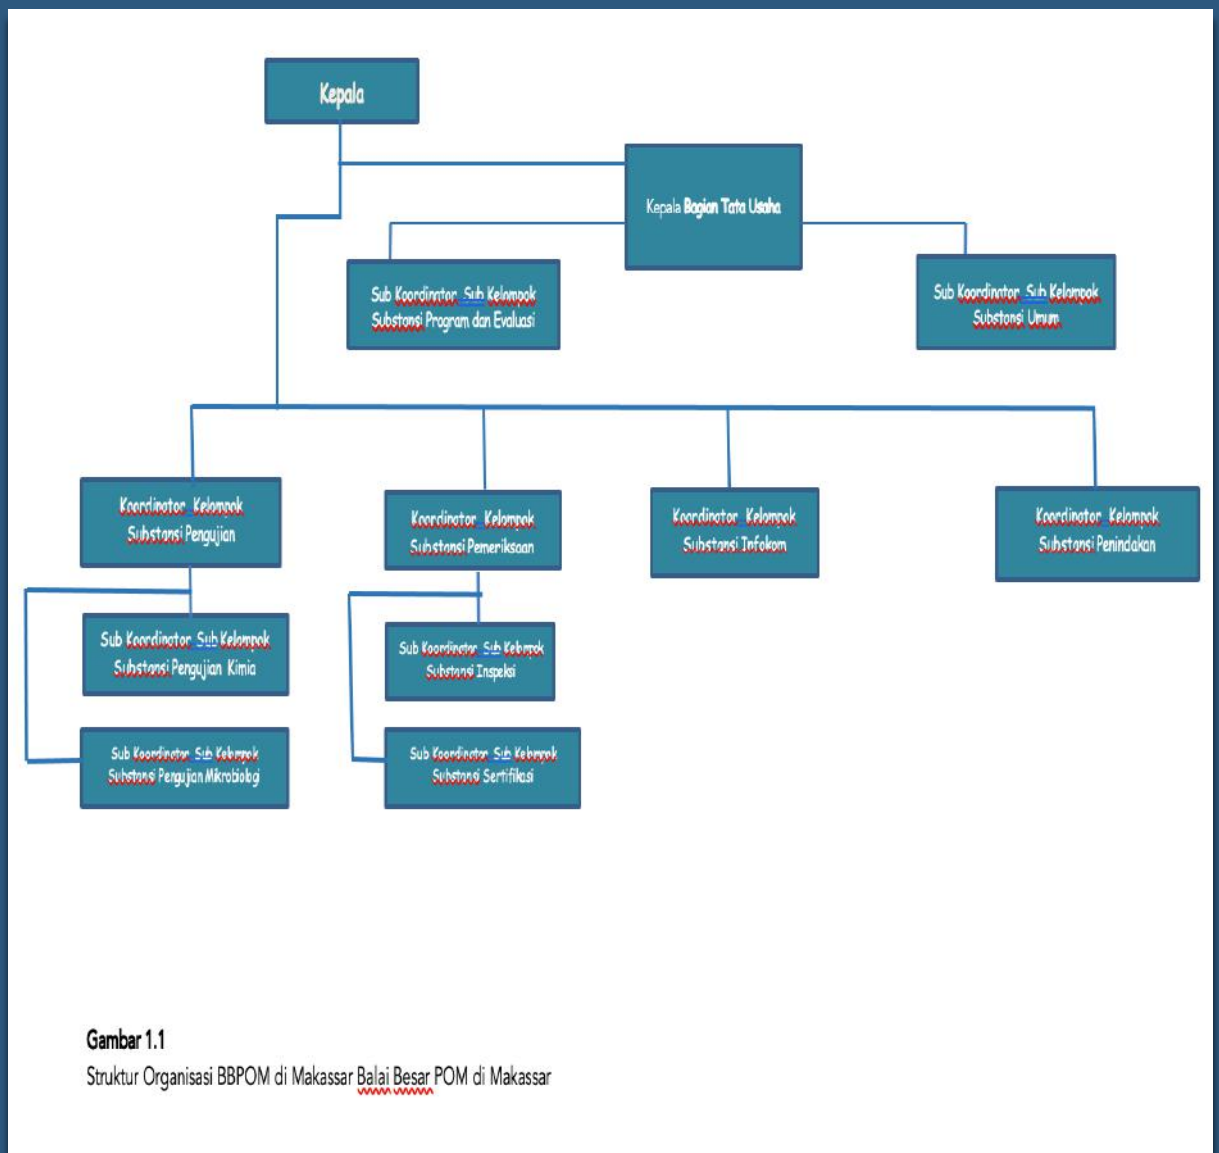 Kepala
Kepala Bagian Tata Usaha
Sub Koordinator Sub Kelompok
Substansi Program dan Evaluasi
Sub Koordinator Sub Kelompok
Substansi Umum
Koordinator Kelompok
Substansi Pengujian
Koordinator Kelompok
Substansi Pemeriksaan
Koordinator Kelompok
Substansi Infokom
Koordinator Kelompok
Substansi Penindakan
Sub Koordinator Sub Kelompok
Substansi Pengujian Kimia
Sub Koordinator Sub Kelompok
Substansi Inspeksi
Sub Koordinator Sub Kelompok
Substansi Pengujian Mikrobiologi
Sub Koordinator Sub Kelompok
Substansi Sertifikasi
Gambar 1.1
Struktur Organisasi BBPOM di Makassar Balai Besar POM di Makassar